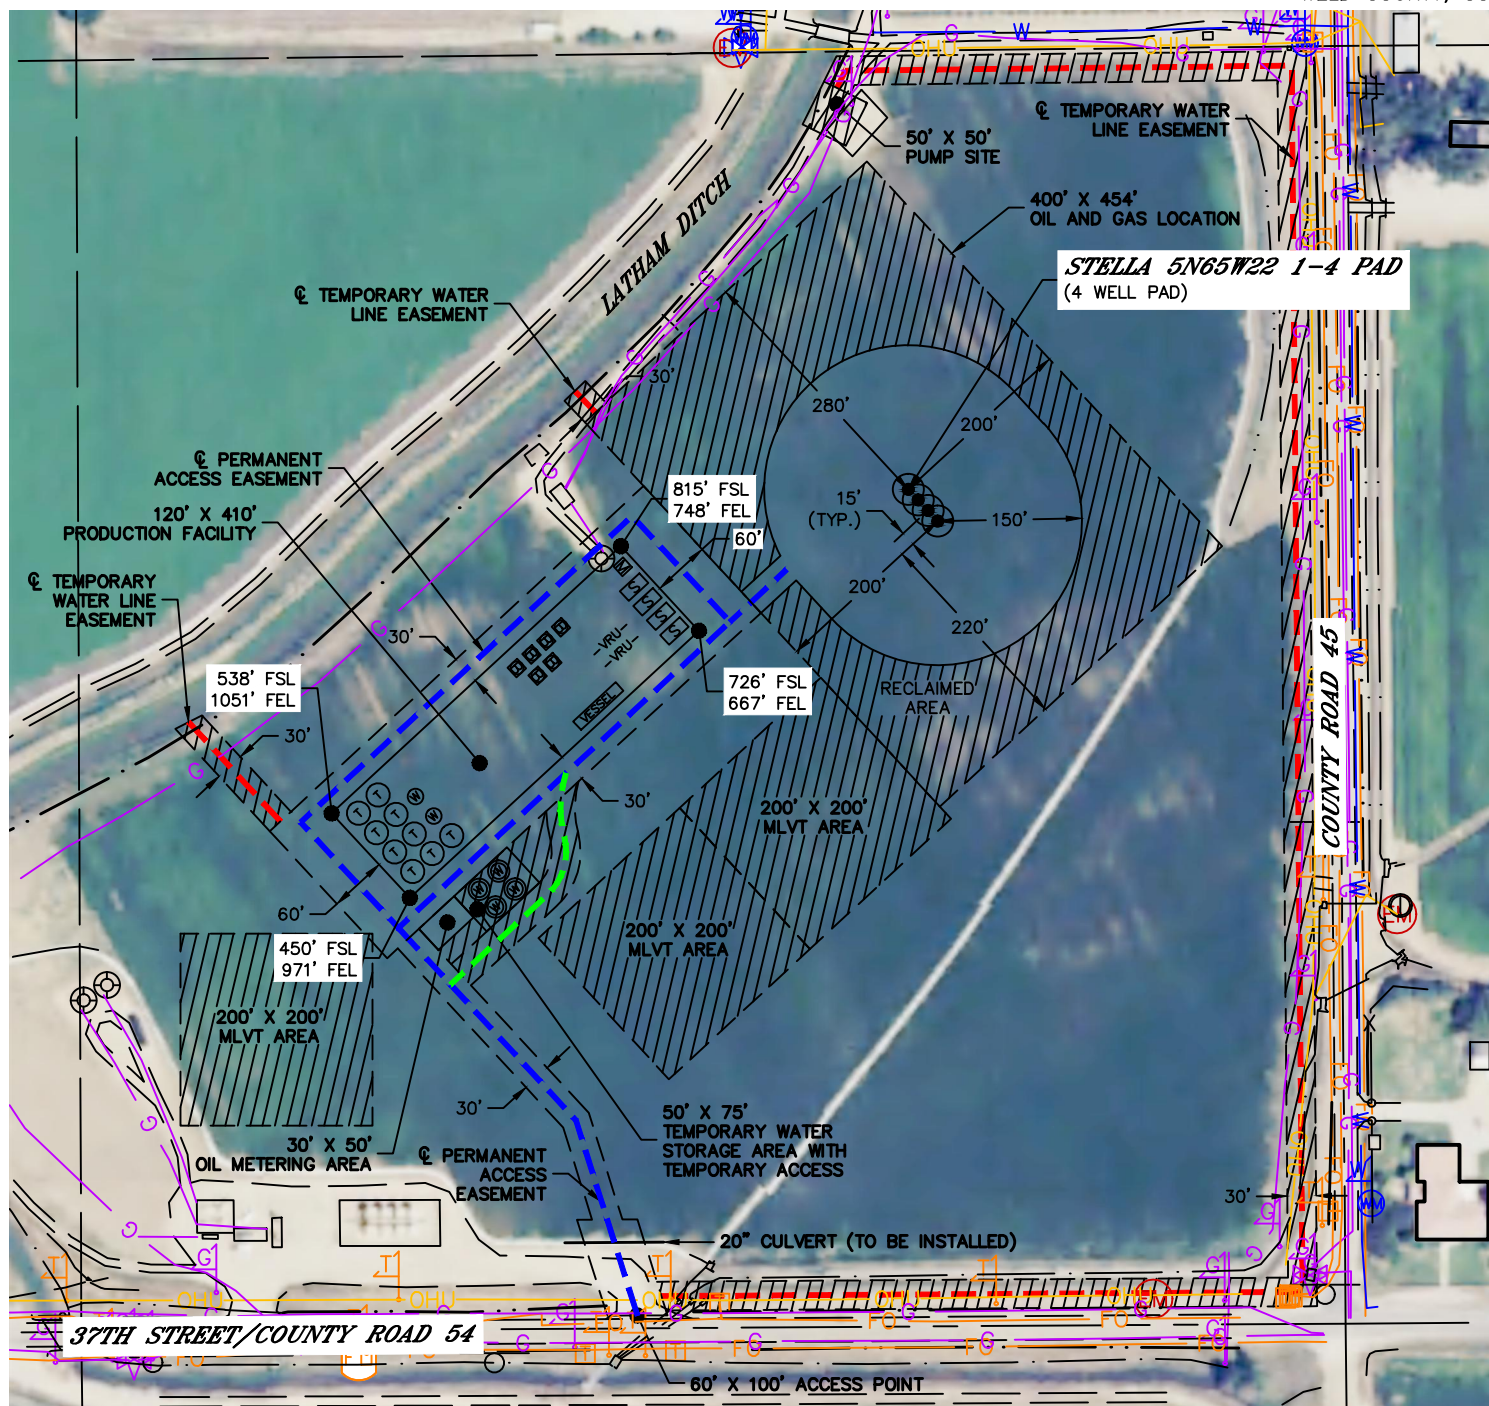 50' X 50'
PUMP SITE
℄ TEMPORARY WATER
LINE EASEMENT
400' X 454'
OIL AND GAS LOCATION
STELLA 5N65W22 1-4 PAD
(4 WELL PAD)
LATHAM DITCH
℄ TEMPORARY WATER
LINE EASEMENT
30'
280'
200'
℄ PERMANENT
ACCESS EASEMENT
815' FSL
748' FEL
15'
(TYP.)
150'
120' X 410'
PRODUCTION FACILITY
60'
℄ TEMPORARY
WATER LINE
EASEMENT
200'
220'
30'
-VRU-
-VRU-
538' FSL
1051' FEL
726' FSL
667' FEL
RECLAIMED
AREA
VESSEL
COUNTY ROAD 45
30'
30'
200' X 200'
MLVT AREA
60'
200' X 200'
MLVT AREA
450' FSL
971' FEL
200' X 200'
MLVT AREA
30'
50' X 75'
TEMPORARY WATER
STORAGE AREA WITH
TEMPORARY ACCESS
30' X 50'
OIL METERING AREA
℄ PERMANENT
ACCESS
EASEMENT
30'
20" CULVERT (TO BE INSTALLED)
37TH STREET/COUNTY ROAD 54
60' X 100' ACCESS POINT